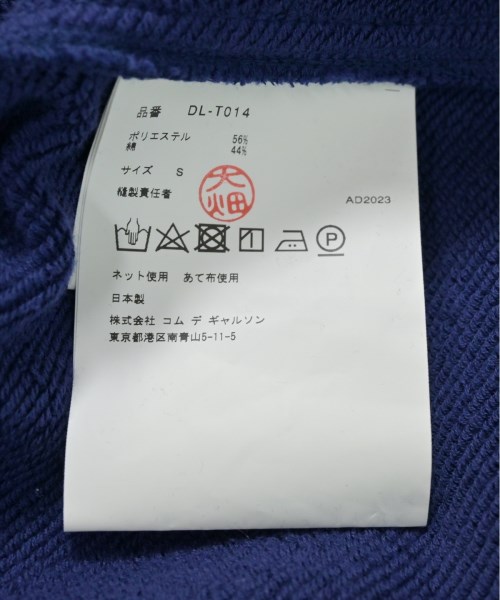 品番 DL-T014
ポリエステル 56%
綿 44%
サイズ S
縫製責任者 大畑
AD2023
P
ネット使用 あて布使用
日本製
株式会社 コム デ ギャルソン
東京都港区南青山5-11-5